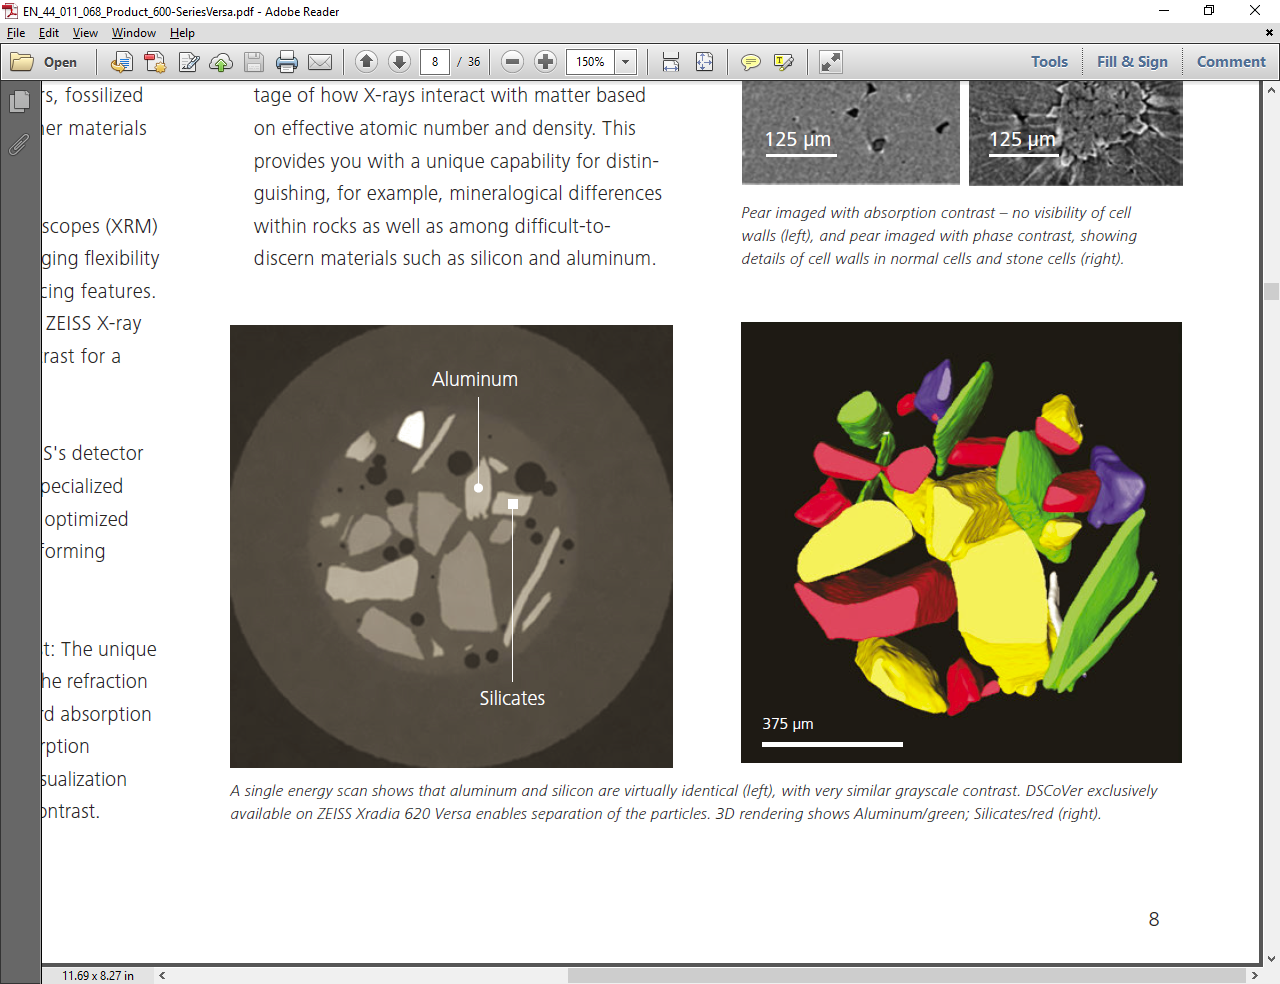 EN_44_011_068_Product_600-SeriesVersa.pdf - Adobe Reader
File Edit View Window Help
Open 8 / 36 150% Tools Fill & Sign Comment
rs, fossilized
er materials
scopes (XRM)
ging flexibility
cing features.
ZEISS X-ray
rast for a
S's detector
pecialized
optimized
forming
t: The unique
he refraction
rd absorption
rption
sualization
ontrast.
tage of how X-rays interact with matter based
on effective atomic number and density. This
provides you with a unique capability for distin-
guishing, for example, mineralogical differences
within rocks as well as among difficult-to-
discern materials such as silicon and aluminum.
125 µm
125 µm
Pear imaged with absorption contrast – no visibility of cell
walls (left), and pear imaged with phase contrast, showing
details of cell walls in normal cells and stone cells (right).
Aluminum
Silicates
375 µm
A single energy scan shows that aluminum and silicon are virtually identical (left), with very similar grayscale contrast. DSCoVer exclusively
available on ZEISS Xradia 620 Versa enables separation of the particles. 3D rendering shows Aluminum/green; Silicates/red (right).
8
11.69 x 8.27 in